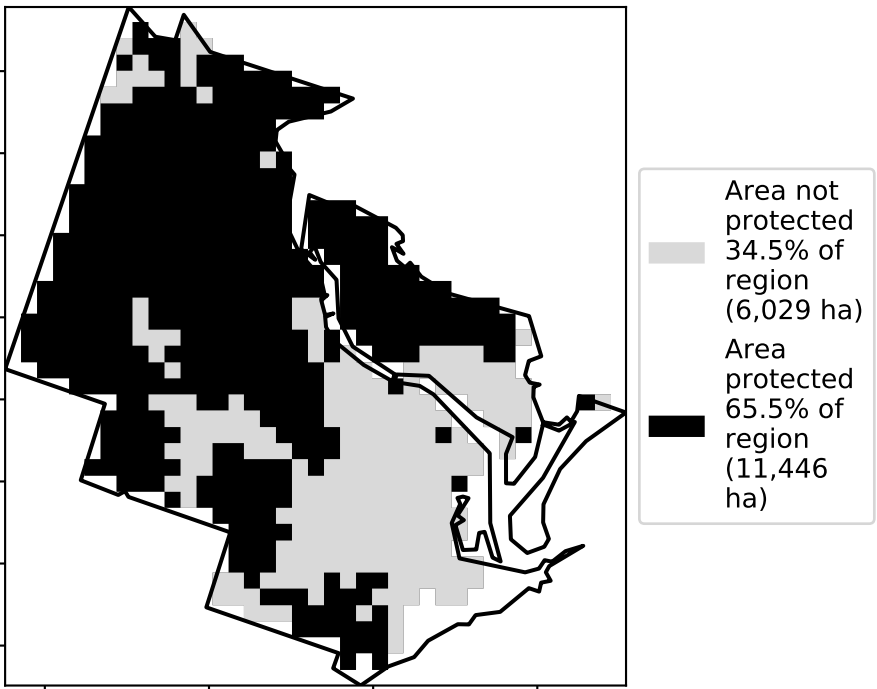 Area not
protected
34.5% of
region
(6,029 ha)
Area
protected
65.5% of
region
(11,446
ha)